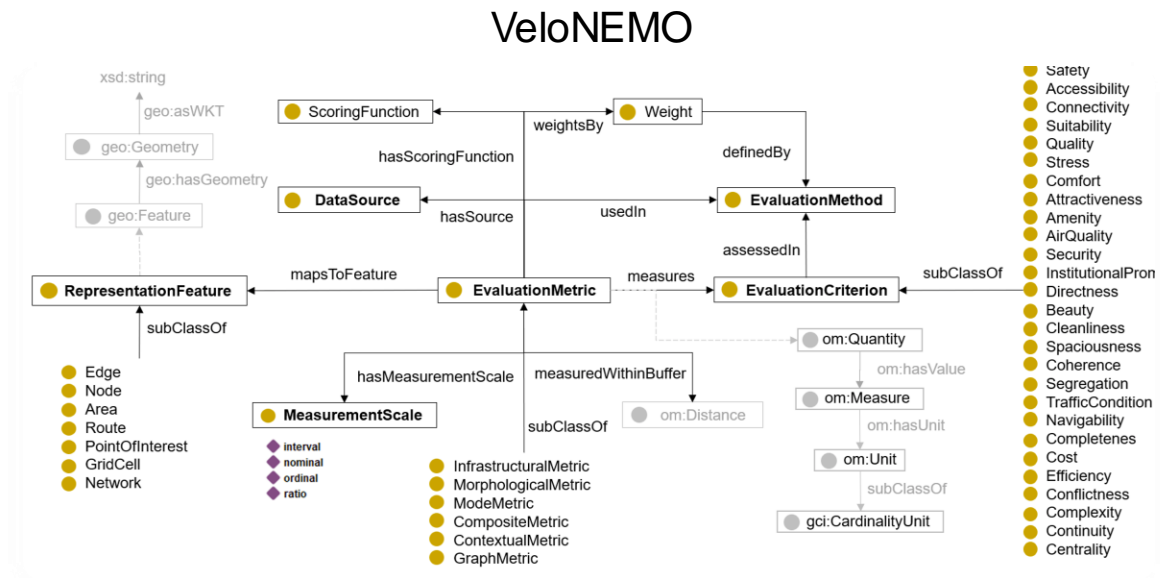 VeloNEMO
xsd:string
geo:asWKT
geo:Geometry
geo:hasGeometry
geo:Feature
ScoringFunction
weightsBy
Weight
hasScoringFunction
definedBy
DataSource
hasSource
usedIn
EvaluationMethod
assessedIn
mapsToFeature
measures
subClassOf
RepresentationFeature
EvaluationMetric
EvaluationCriterion
subClassOf
Edge
Node
Area
Route
PointOfInterest
GridCell
Network
hasMeasurementScale
measuredWithinBuffer
MeasurementScale
om:Distance
interval
nominal
ordinal
ratio
subClassOf
InfrastructuralMetric
MorphologicalMetric
ModeMetric
CompositeMetric
ContextualMetric
GraphMetric
om:Quantity
om:hasValue
om:Measure
om:hasUnit
om:Unit
subClassOf
gci:CardinalityUnit
Safety
Accessibility
Connectivity
Suitability
Quality
Stress
Comfort
Attractiveness
Amenity
AirQuality
Security
InstitutionalPron
Directness
Beauty
Cleanliness
Spaciousness
Coherence
Segregation
TrafficCondition
Navigability
Completenes
Cost
Efficiency
Conflictness
Complexity
Continuity
Centrality